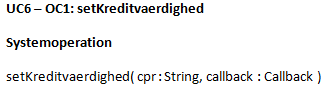 UC6 – OC1: setKreditvaerdighed
Systemoperation
setKreditvaerdighed( cpr : String, callback : Callback )